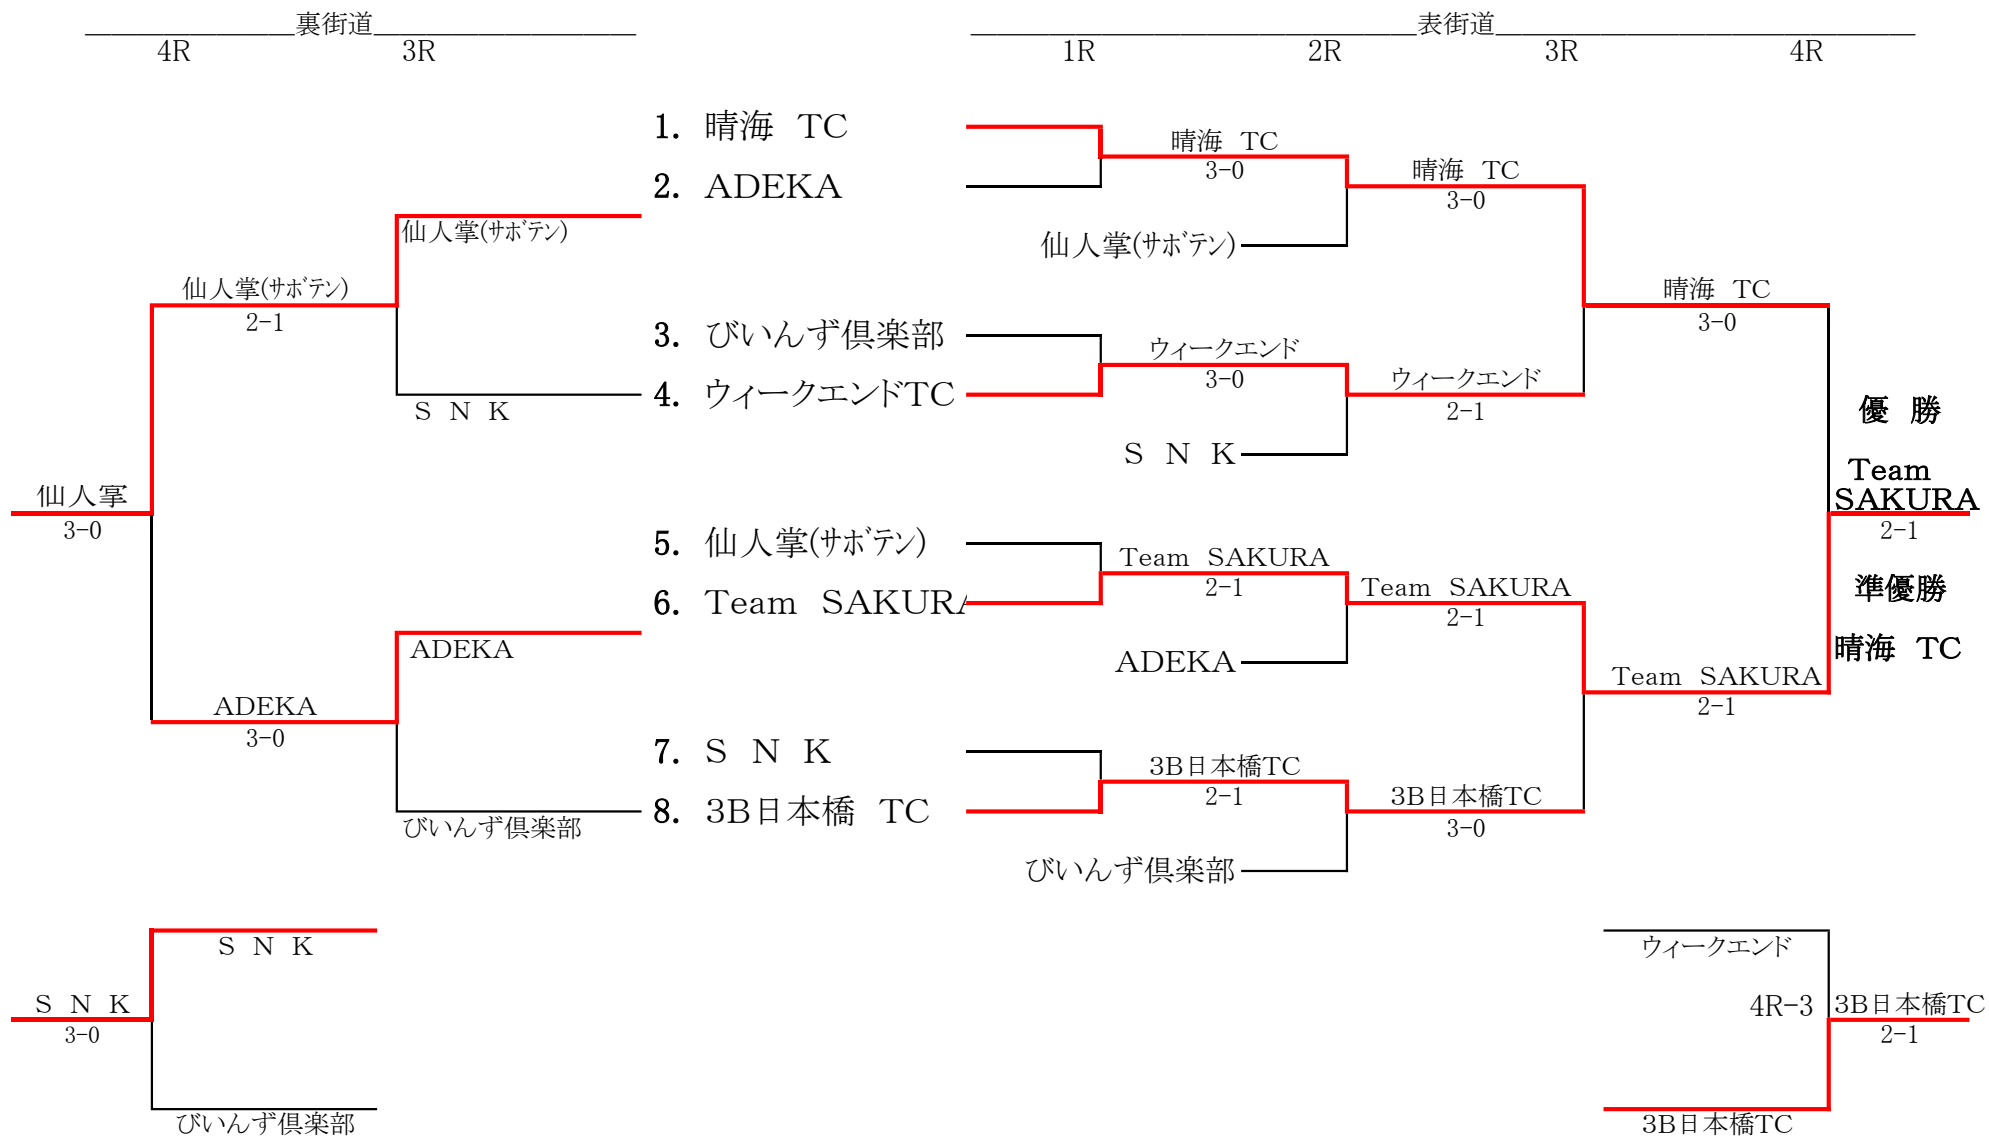 裏街道
表街道
4R
3R
1R
2R
3R
4R
1. 晴海　TC
晴海　TC
3-0
晴海　TC
3-0
2. ADEKA
仙人掌(サボテン)
仙人掌(サボテン)
仙人掌(サボテン)
2-1
晴海　TC
3-0
3. びいんず倶楽部
ウィークエンド
3-0
ウィークエンド
2-1
4. ウィークエンドTC
S　N　K
S　N　K
優　勝
Team
SAKURA
2-1
仙人掌
3-0
5. 仙人掌(サボテン)
Team　SAKURA
2-1
Team　SAKURA
2-1
6. Team　SAKURA
準優勝
晴海　TC
ADEKA
ADEKA
Team　SAKURA
2-1
ADEKA
3-0
7. S　N　K
3B日本橋TC
2-1
3B日本橋TC
3-0
8. 3B日本橋　TC
びいんず倶楽部
びいんず倶楽部
S　N　K
ウィークエンド
S　N　K
3-0
4R-3
3B日本橋TC
2-1
びいんず倶楽部
3B日本橋TC